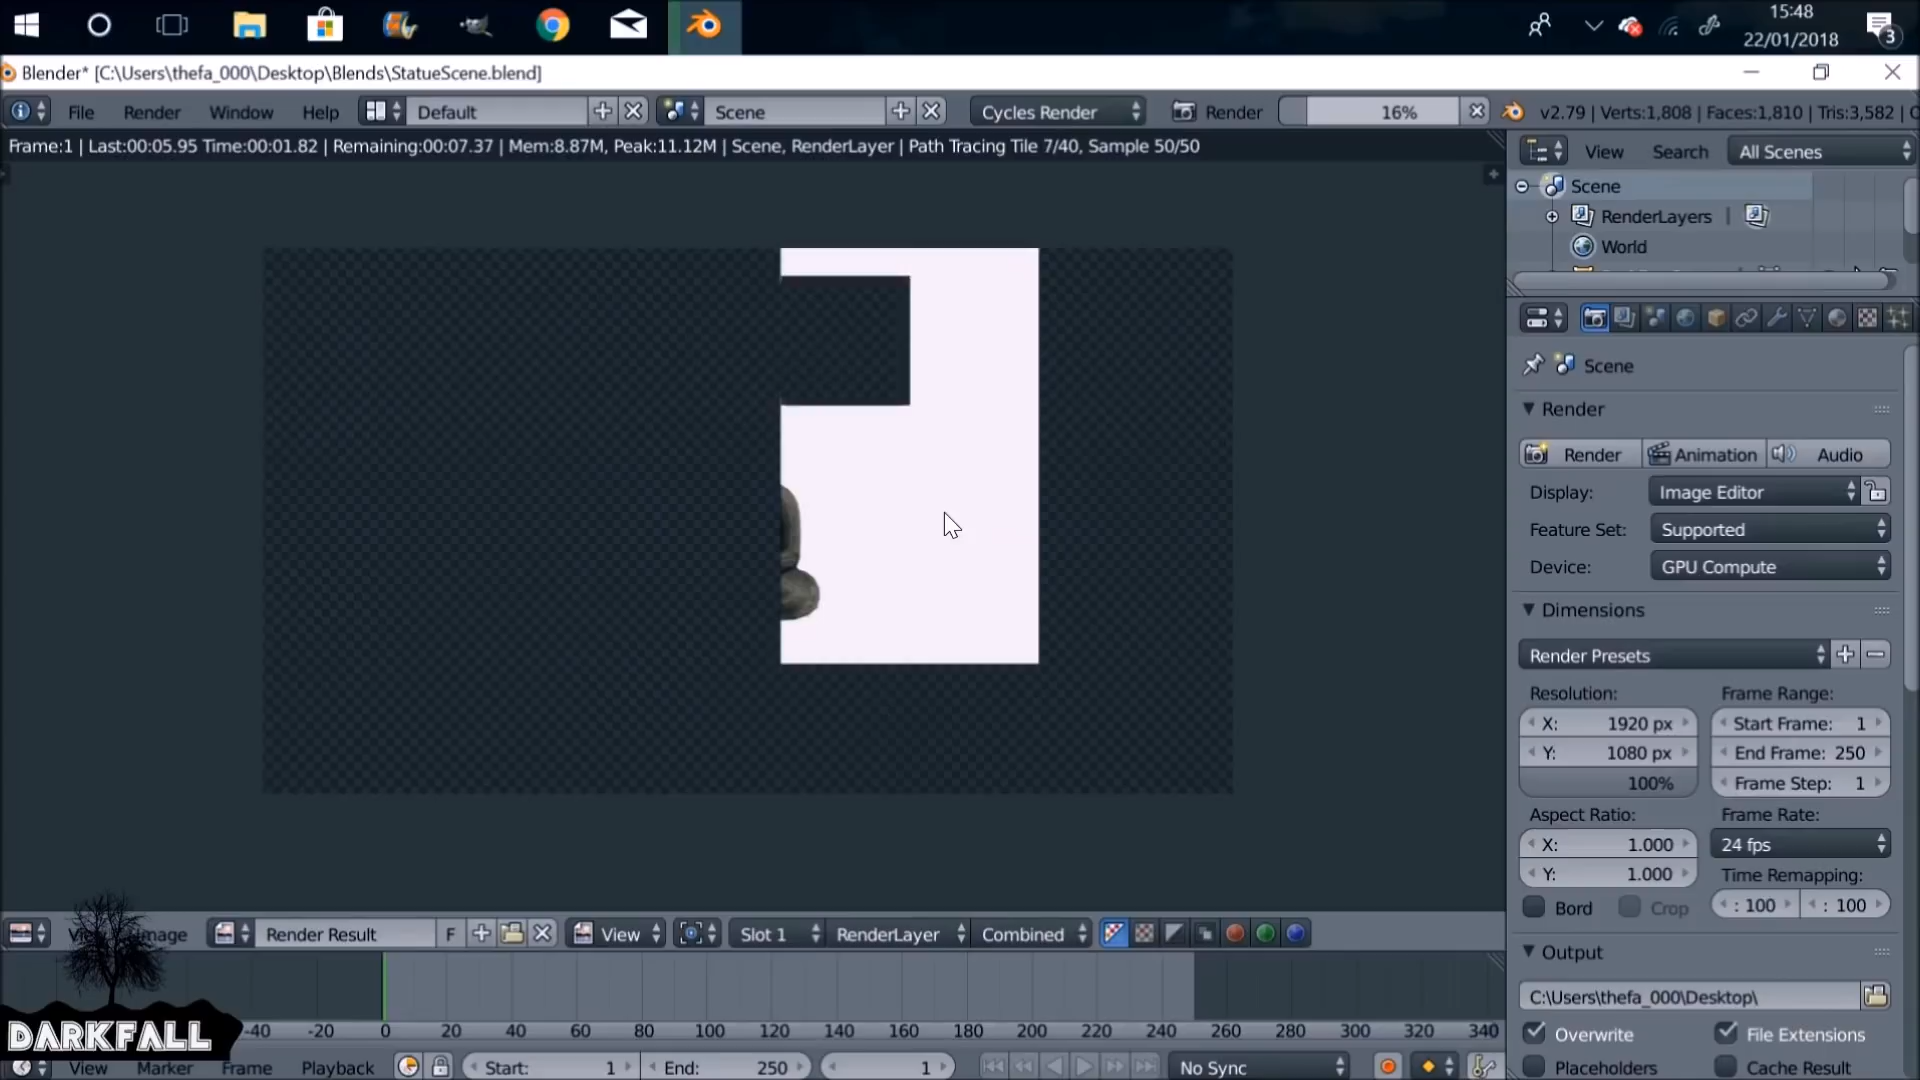 15:48
22/01/2018
3
Blender* [C:\Users\thefa_000\Desktop\Blends\StatueScene.blend]
File Render Window Help Default Scene Cycles Render Render 16% v2.79 | Verts:1,808 | Faces:1,810 | Tris:3,582 |
Frame:1 | Last:00:05.95 Time:00:01.82 | Remaining:00:07.37 | Mem:8.87M, Peak:11.12M | Scene, RenderLayer | Path Tracing Tile 7/40, Sample 50/50
View Search All Scenes
Scene
RenderLayers
World
Scene
Render
Render Animation Audio
Display: Image Editor
Feature Set: Supported
Device: GPU Compute
Dimensions
Render Presets
Resolution: Frame Range:
X: 1920 px Start Frame: 1
Y: 1080 px End Frame: 250
100% Frame Step: 1
Aspect Ratio: Frame Rate:
X: 1.000 24 fps
Y: 1.000 Time Remapping:
Bord Crop : 100 : 100
Output
C:\Users\thefa_000\Desktop\
Overwrite File Extensions
Placeholders Cache Result
Render Result F View Slot 1 RenderLayer Combined
-40 -20 0 20 40 60 80 100 120 140 160 180 200 220 240 260 280 300 320 340
DARKFALL
View Marker Frame Playback Start: 1 End: 250 1 No Sync